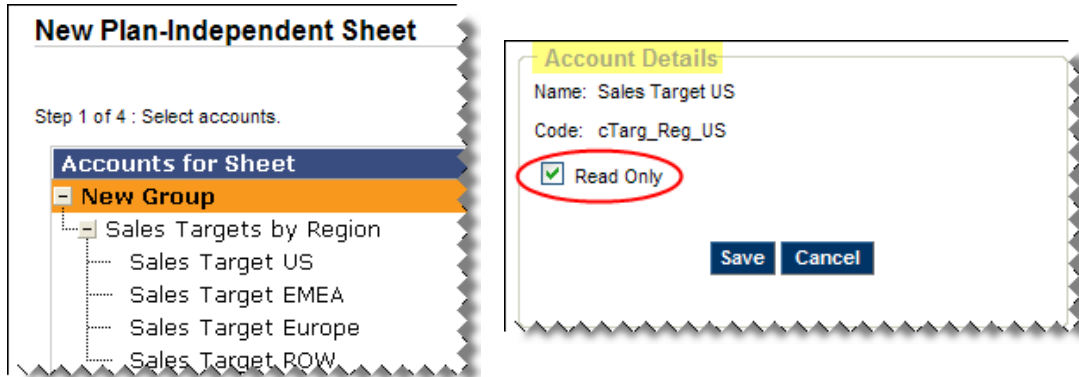 New Plan-Independent Sheet
Step 1 of 4 : Select accounts.
Accounts for Sheet
New Group
Sales Targets by Region
Sales Target US
Sales Target EMEA
Sales Target Europe
Sales Target ROW
Account Details
Name: Sales Target US
Code: cTarg_Reg_US
Read Only
Save Cancel